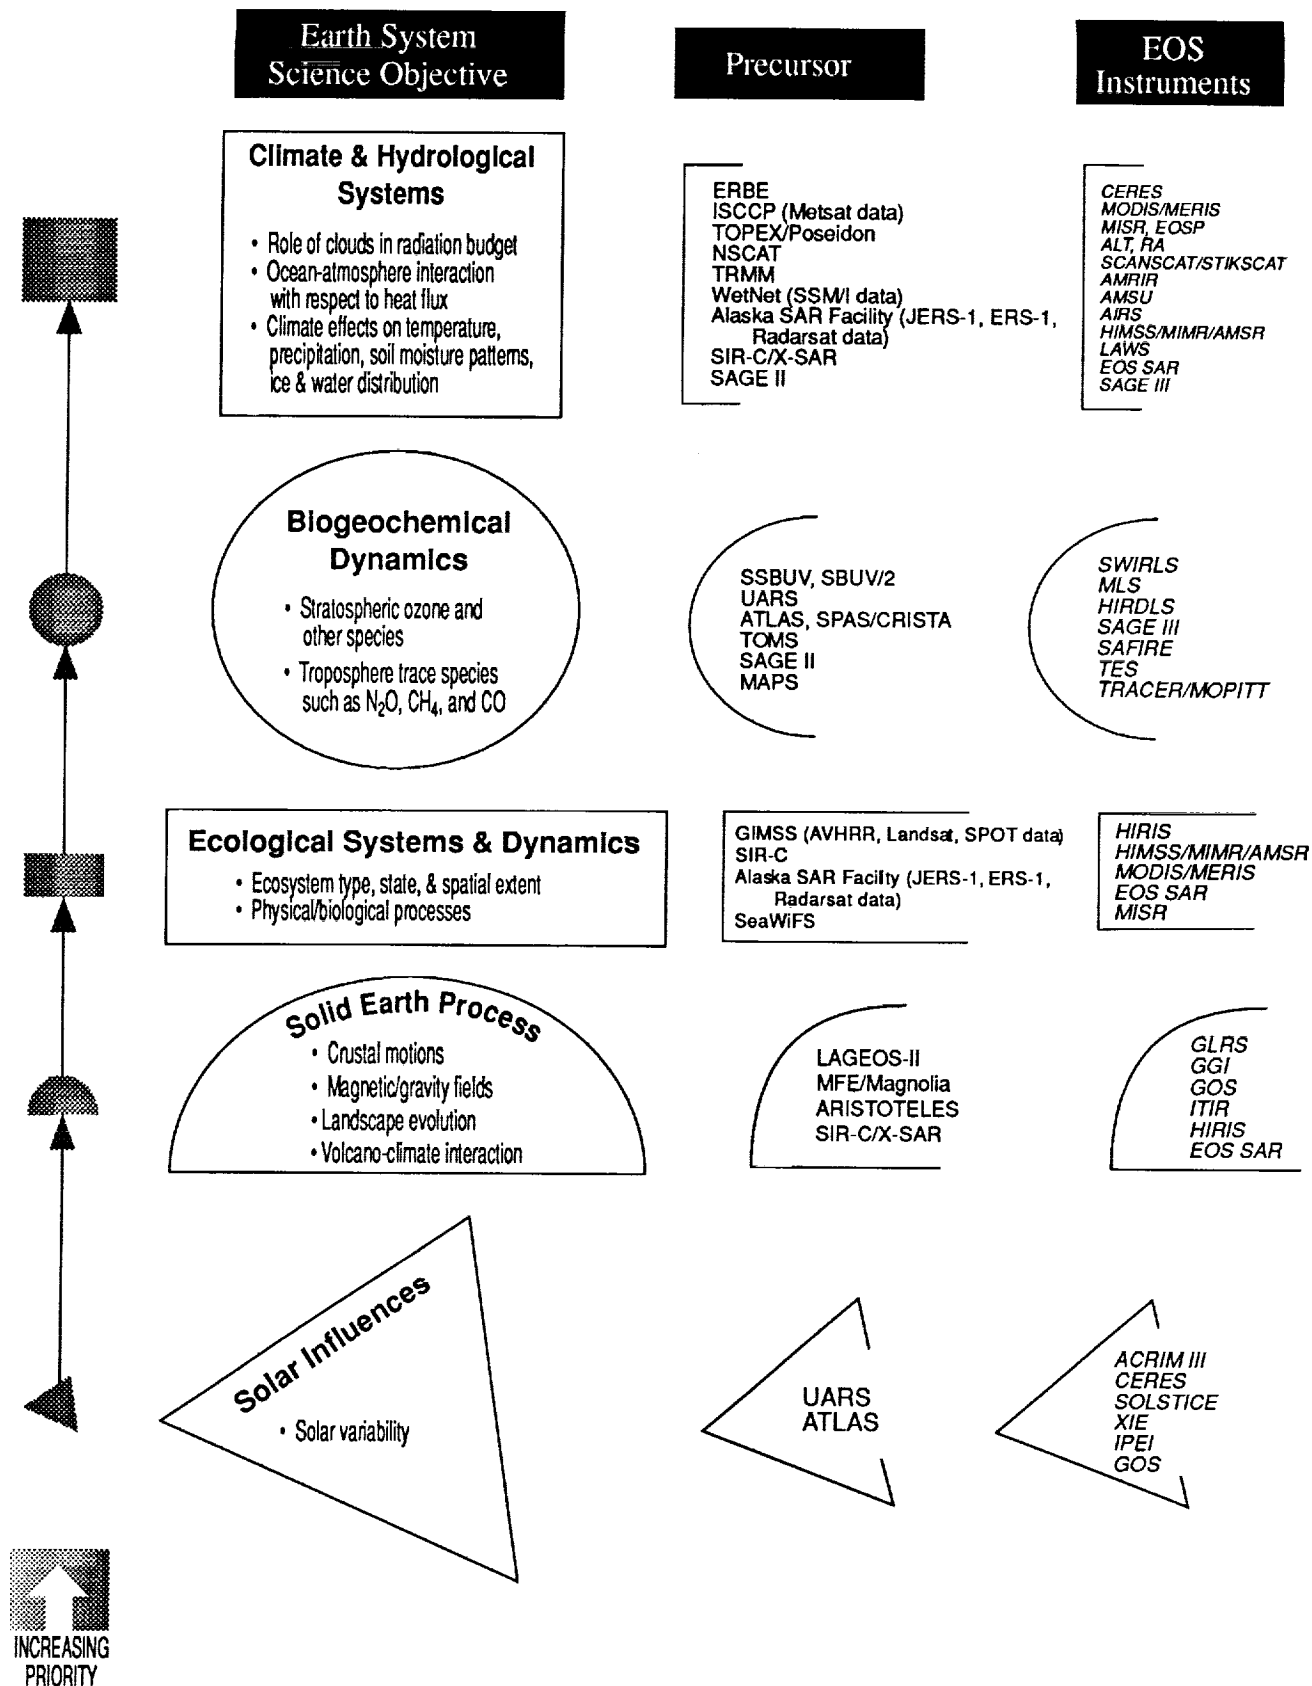 Earth System
Science Objective
Precursor
EOS
Instruments
Climate & Hydrological
Systems
• Role of clouds in radiation budget
• Ocean-atmosphere interaction
with respect to heat flux
• Climate effects on temperature,
precipitation, soil moisture patterns,
ice & water distribution
ERBE
ISCCP (Metsat data)
TOPEX/Poseidon
NSCAT
TRMM
WetNet (SSM/I data)
Alaska SAR Facility (JERS-1, ERS-1,
Radarsat data)
SIR-C/X-SAR
SAGE II
CERES
MODIS/MERIS
MISR, EOSP
ALT, RA
SCANSCAT/STIKSCAT
AMRIR
AMSU
AIRS
HIMSS/MIMR/AMSR
LAWS
EOS SAR
SAGE III
Biogeochemical
Dynamics
• Stratospheric ozone and
other species
• Troposphere trace species
such as N₂O, CH₄, and CO
SSBUV, SBUV/2
UARS
ATLAS, SPAS/CRISTA
TOMS
SAGE II
MAPS
SWIRLS
MLS
HIRDLS
SAGE III
SAFIRE
TES
TRACER/MOPITT
Ecological Systems & Dynamics
• Ecosystem type, state, & spatial extent
• Physical/biological processes
GIMSS (AVHRR, Landsat, SPOT data)
SIR-C
Alaska SAR Facilty (JERS-1, ERS-1,
Radarsat data)
SeaWiFS
HIRIS
HIMSS/MIMR/AMSR
MODIS/MERIS
EOS SAR
MISR
Solid Earth Process
• Crustal motions
• Magnetic/gravity fields
• Landscape evolution
• Volcano-climate interaction
LAGEOS-II
MFE/Magnolia
ARISTOTELES
SIR-C/X-SAR
GLRS
GGI
GOS
ITIR
HIRIS
EOS SAR
Solar Influences
• Solar variability
UARS
ATLAS
ACRIM III
CERES
SOLSTICE
XIE
IPEI
GOS
INCREASING
PRIORITY